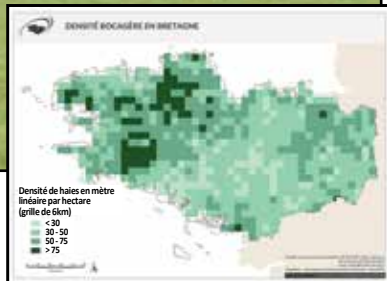 DENSITÉ BOCAGÈRE EN BRETAGNE
Densité de haies en mètre
linéaire par hectare
(grille de 6km)
< 30
30 - 50
50 - 75
> 75